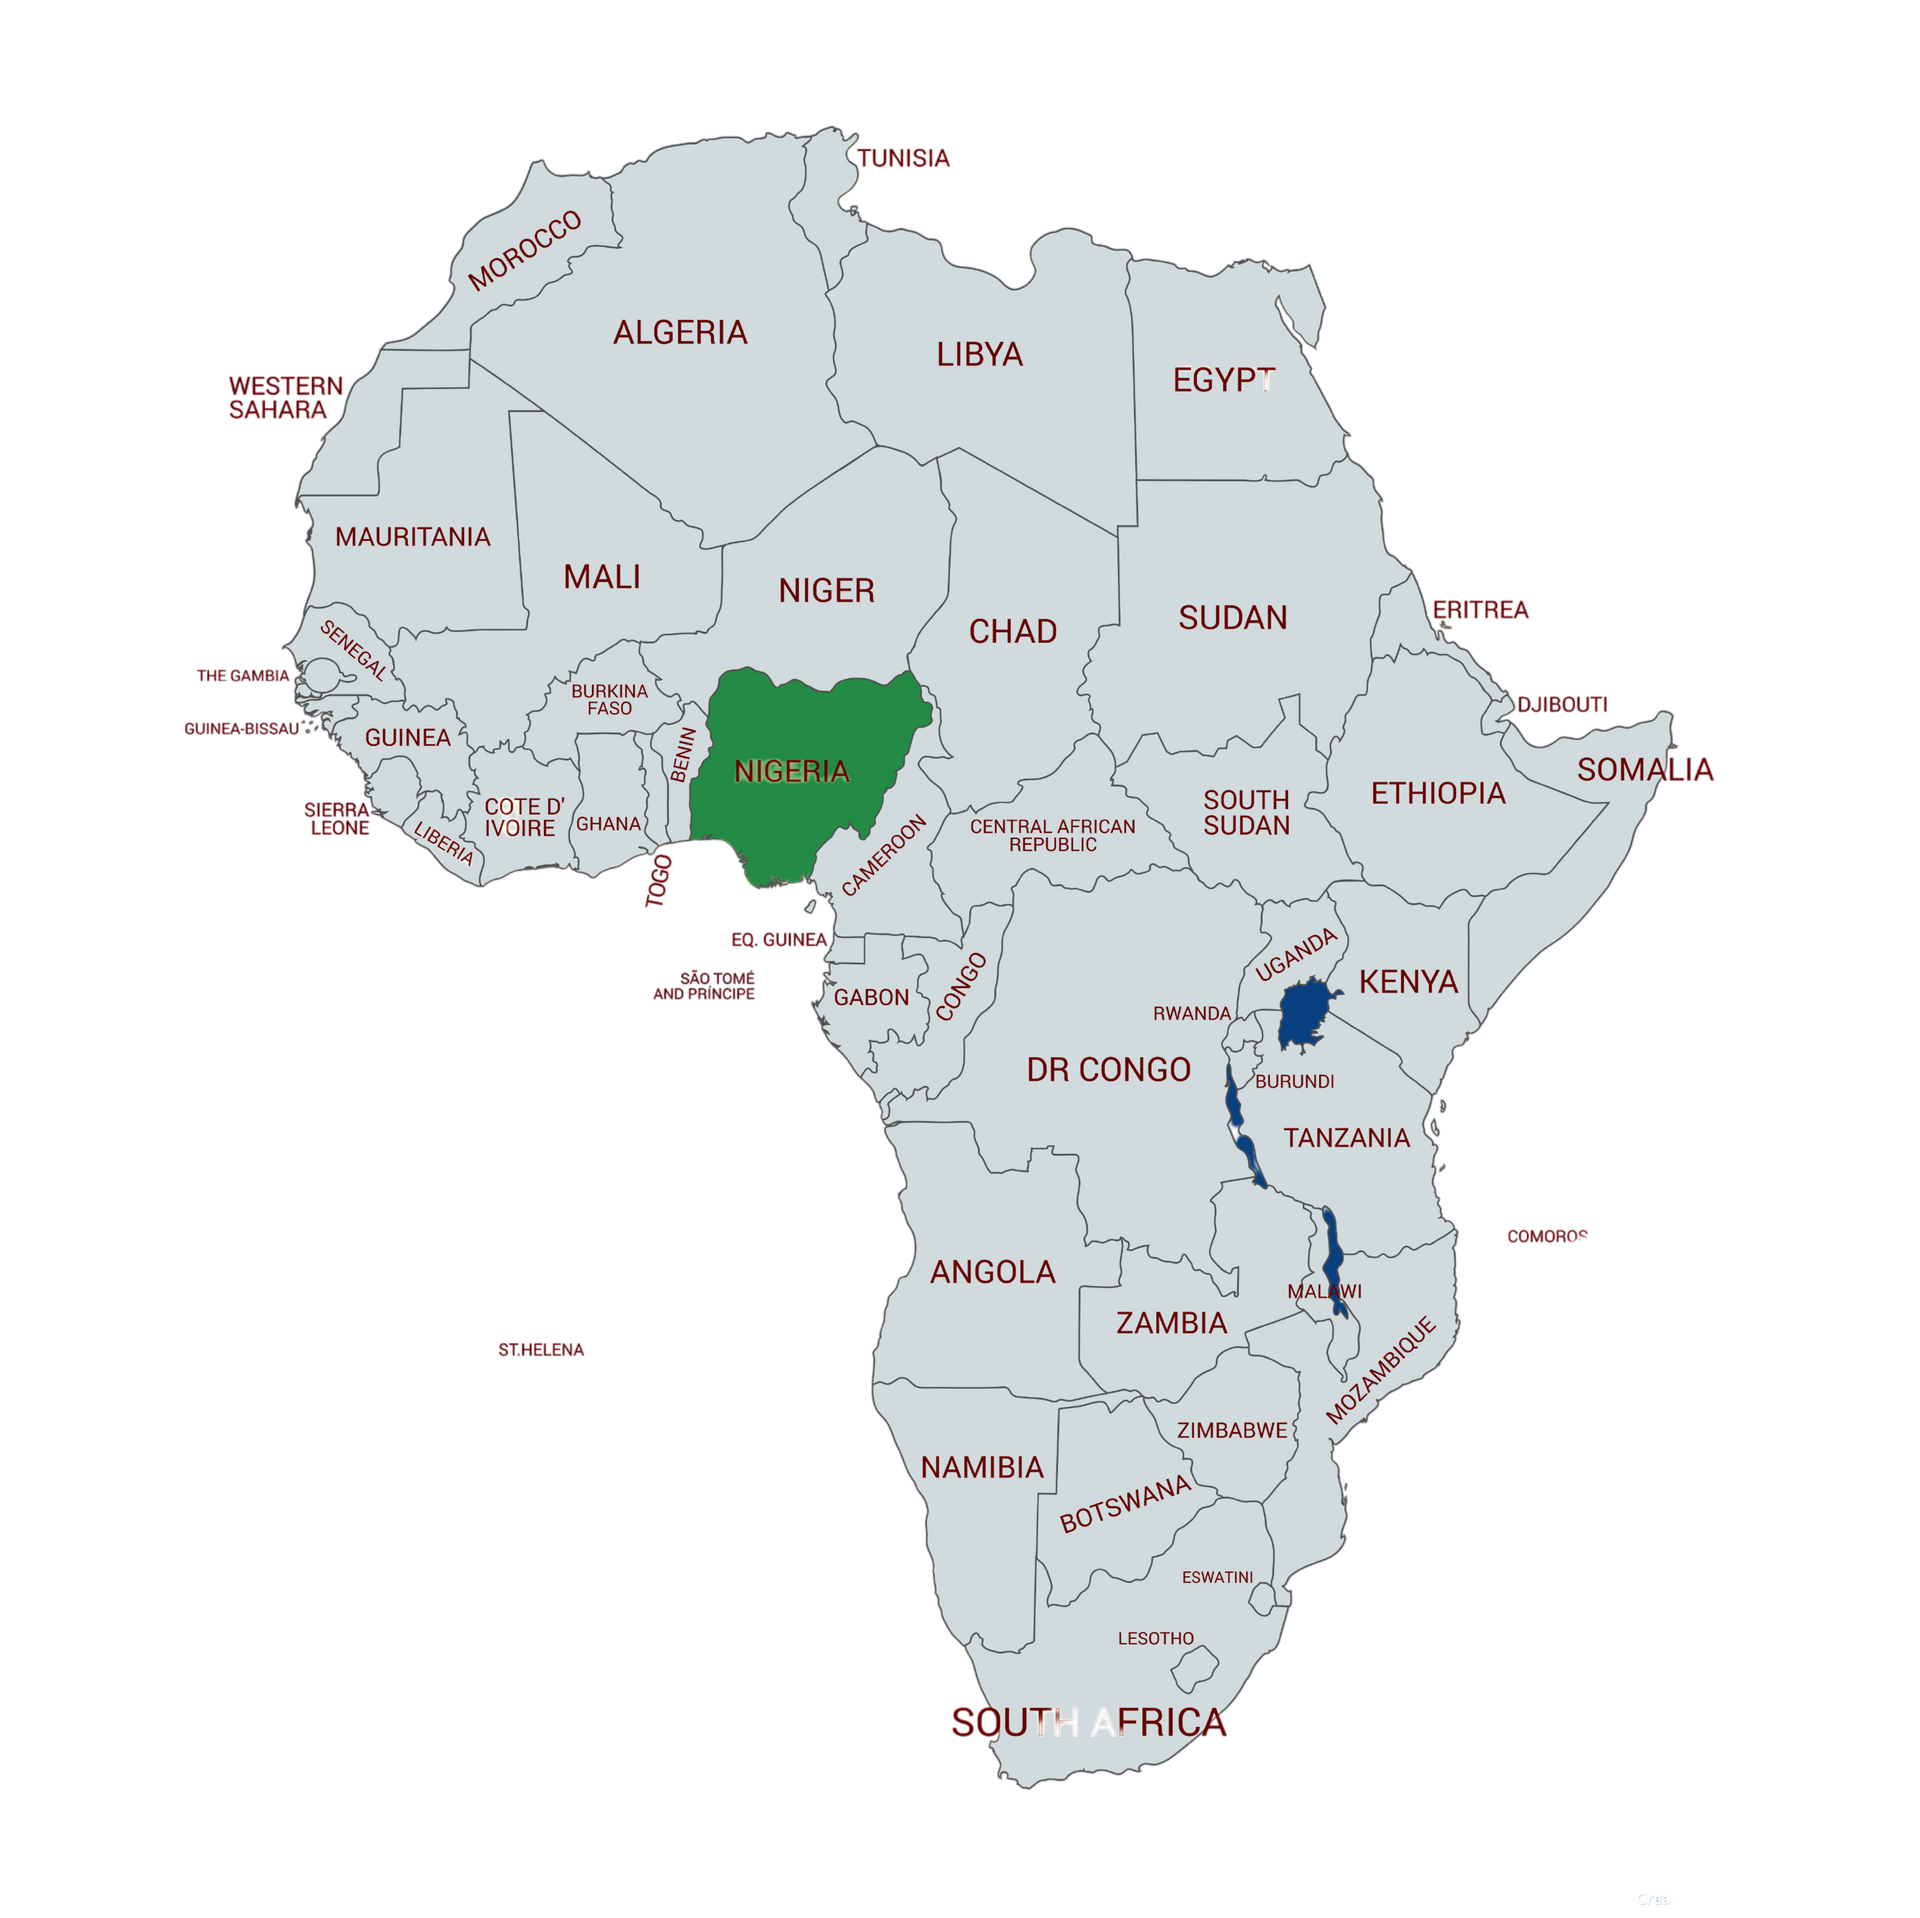 TUNISIA
MOROCCO
ALGERIA
LIBYA
EGYPT
WESTERN
SAHARA
MAURITANIA
MALI
NIGER
CHAD
SUDAN
ERITREA
SENEGAL
THE GAMBIA
BURKINA
FASO
DJIBOUTI
GUINEA-BISSAU
GUINEA
BENIN
NIGERIA
SOMALIA
ETHIOPIA
SOUTH
SUDAN
SIERRA
LEONE
LIBERIA
COTE D'
IVOIRE
GHANA
TOGO
CAMEROON
CENTRAL AFRICAN
REPUBLIC
EQ. GUINEA
UGANDA
KENYA
SÃO TOMÉ
AND PRÍNCIPE
GABON
CONGO
RWANDA
DR CONGO
BURUNDI
TANZANIA
COMOROS
ANGOLA
MALAWI
ZAMBIA
ST.HELENA
MOZAMBIQUE
ZIMBABWE
NAMIBIA
BOTSWANA
ESWATINI
LESOTHO
SOUTH AFRICA
Crea